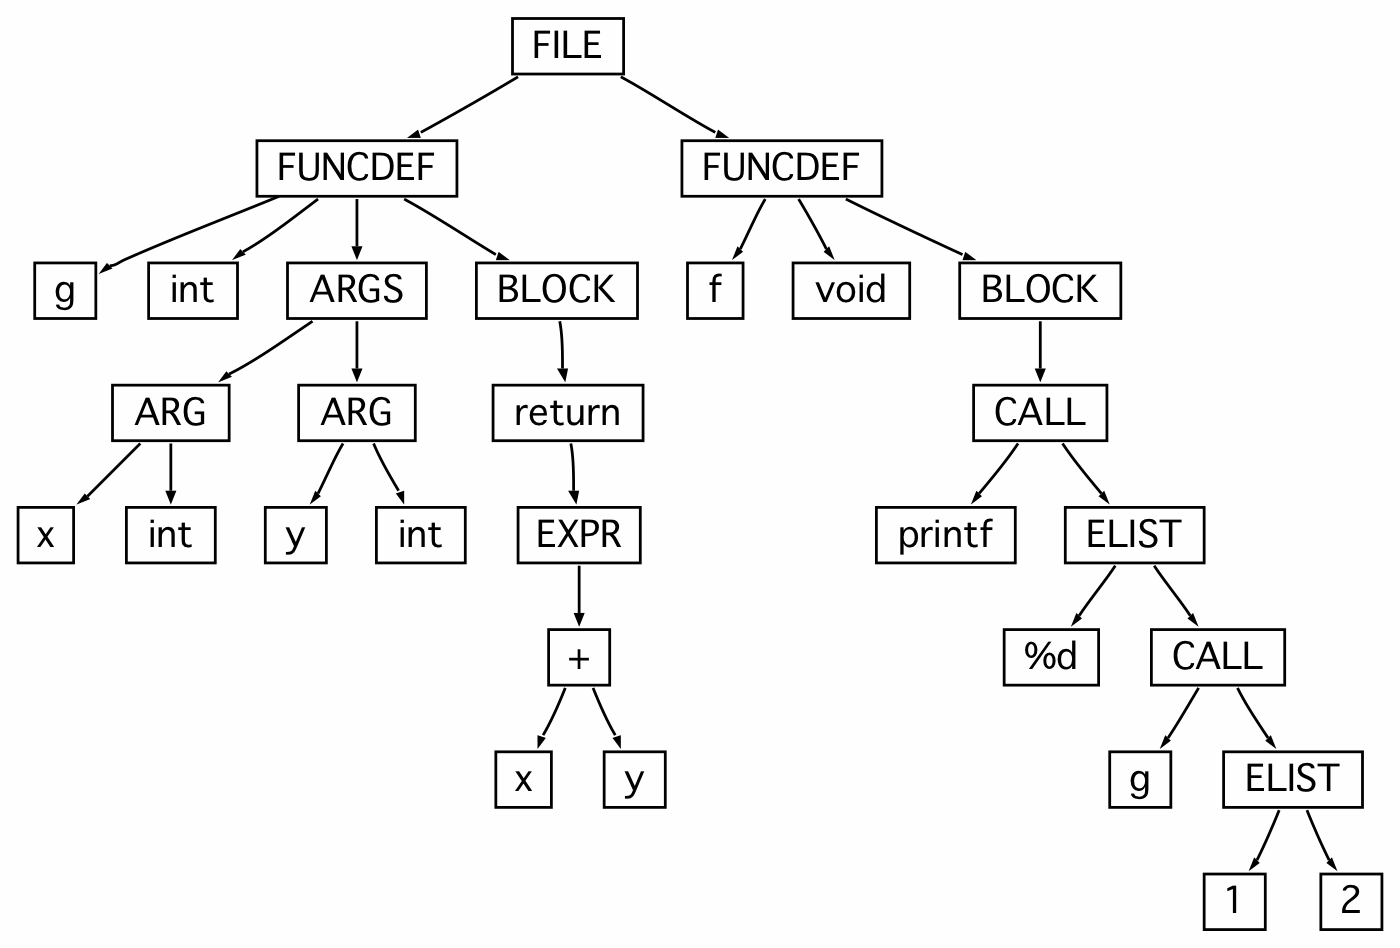 FILE
FUNCDEF
FUNCDEF
g
int
ARGS
BLOCK
f
void
BLOCK
ARG
ARG
return
CALL
x
int
y
int
EXPR
printf
ELIST
+
%d
CALL
x
y
g
ELIST
1
2